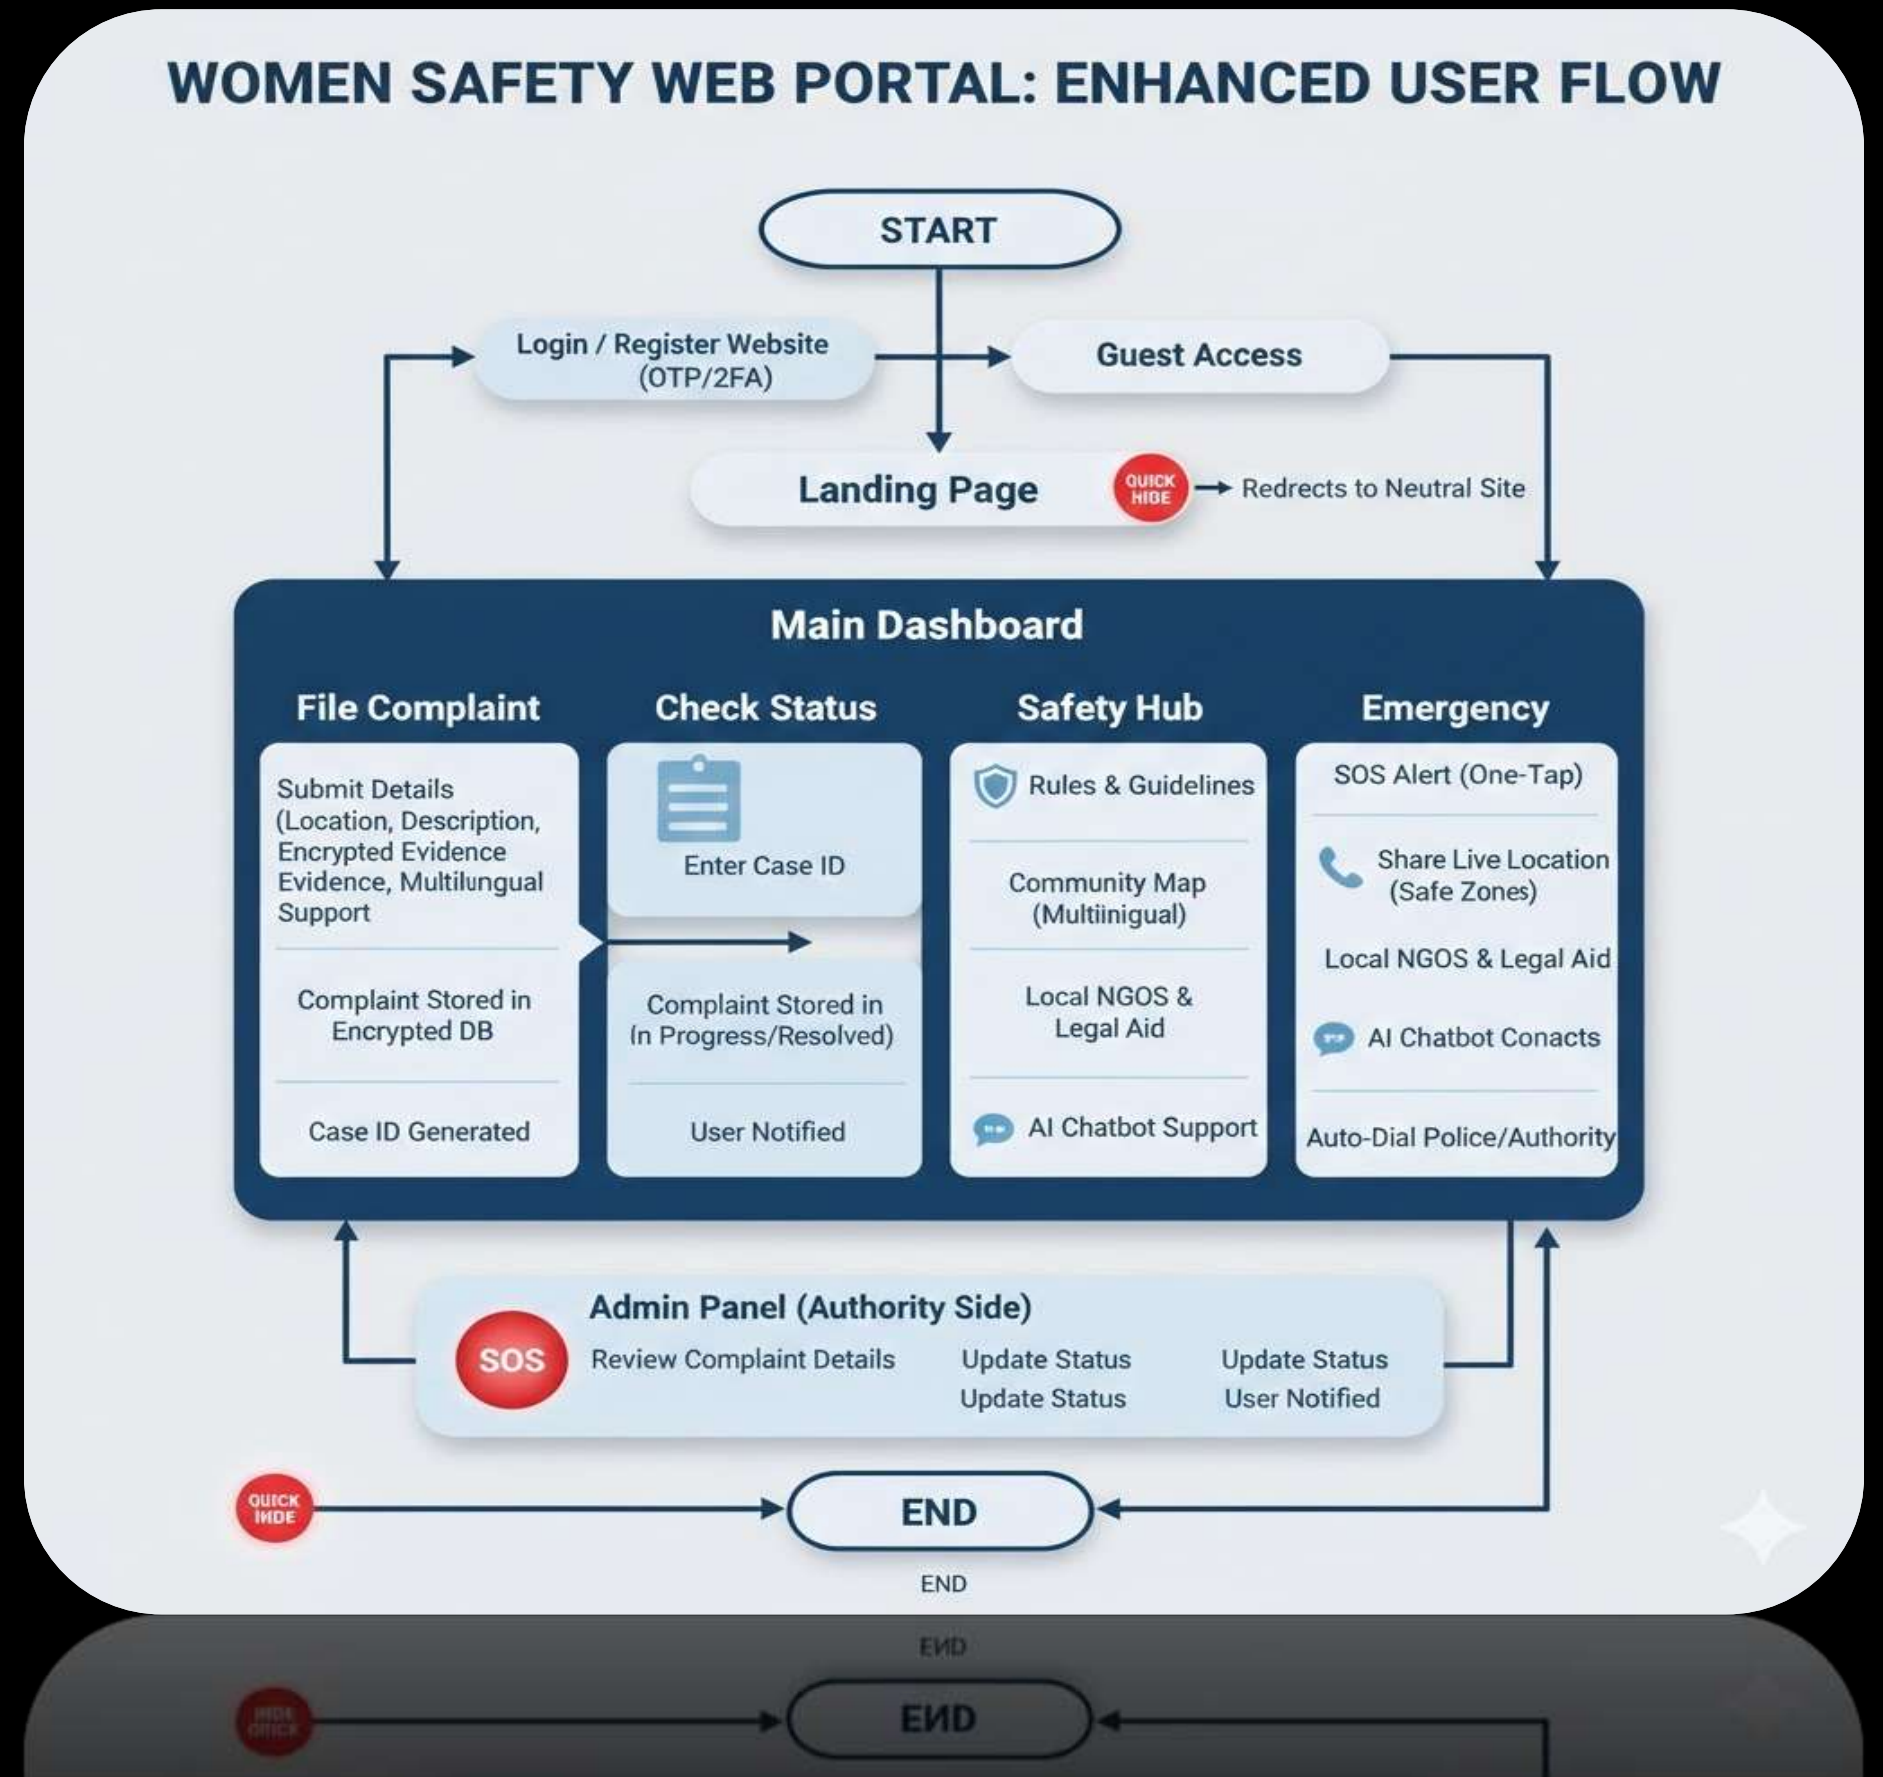 WOMEN SAFETY WEB PORTAL: ENHANCED USER FLOW
START
Login / Register Website
(OTP/2FA)
Guest Access
Landing Page
QUICK
HIBE
Redrects to Neutral Site
Main Dashboard
File Complaint
Submit Details
(Location, Description,
Encrypted Evidence
Evidence, Multilungual
Support
Complaint Stored in
Encrypted DB
Case ID Generated
Check Status
Enter Case ID
Complaint Stored in
(n Progress/Resolved)
User Notified
Safety Hub
Rules & Guidelines
Community Map
(Multiinigual)
Local NGOS &
Legal Aid
AI Chatbot Support
Emergency
SOS Alert (One-Tap)
Share Live Location
(Safe Zones)
Local NGOS & Legal Aid
AI Chatbot Conacts
Auto-Dial Police/Authority
SOS
Admin Panel (Authority Side)
Review Complaint Details
Update Status
Update Status
Update Status
User Notified
QUICK
END
END
END
END